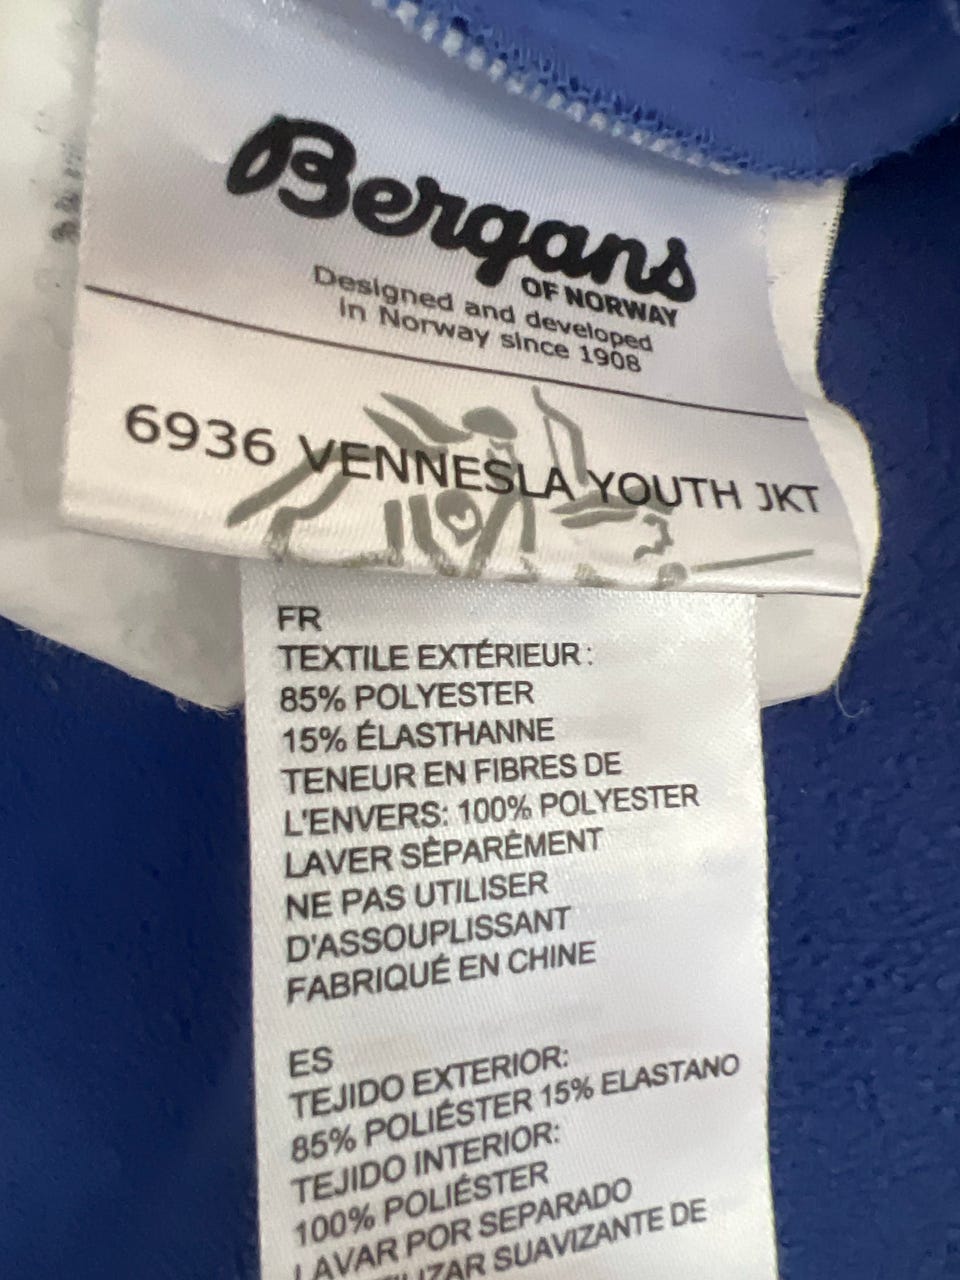 Bergans
OF NORWAY
Designed and developed
in Norway since 1908
6936 VENNESLA YOUTH JKT
FR
TEXTILE EXTÉRIEUR :
85% POLYESTER
15% ÉLASTHANNE
TENEUR EN FIBRES DE
L'ENVERS: 100% POLYESTER
LAVER SÉPARÉMENT
NE PAS UTILISER
D'ASSOUPLISSANT
FABRIQUÉ EN CHINE
ES
TEJIDO EXTERIOR:
85% POLIÉSTER 15% ELASTANO
TEJIDO INTERIOR:
100% POLIÉSTER
LAVAR POR SEPARADO
SUAVIZANTE DE